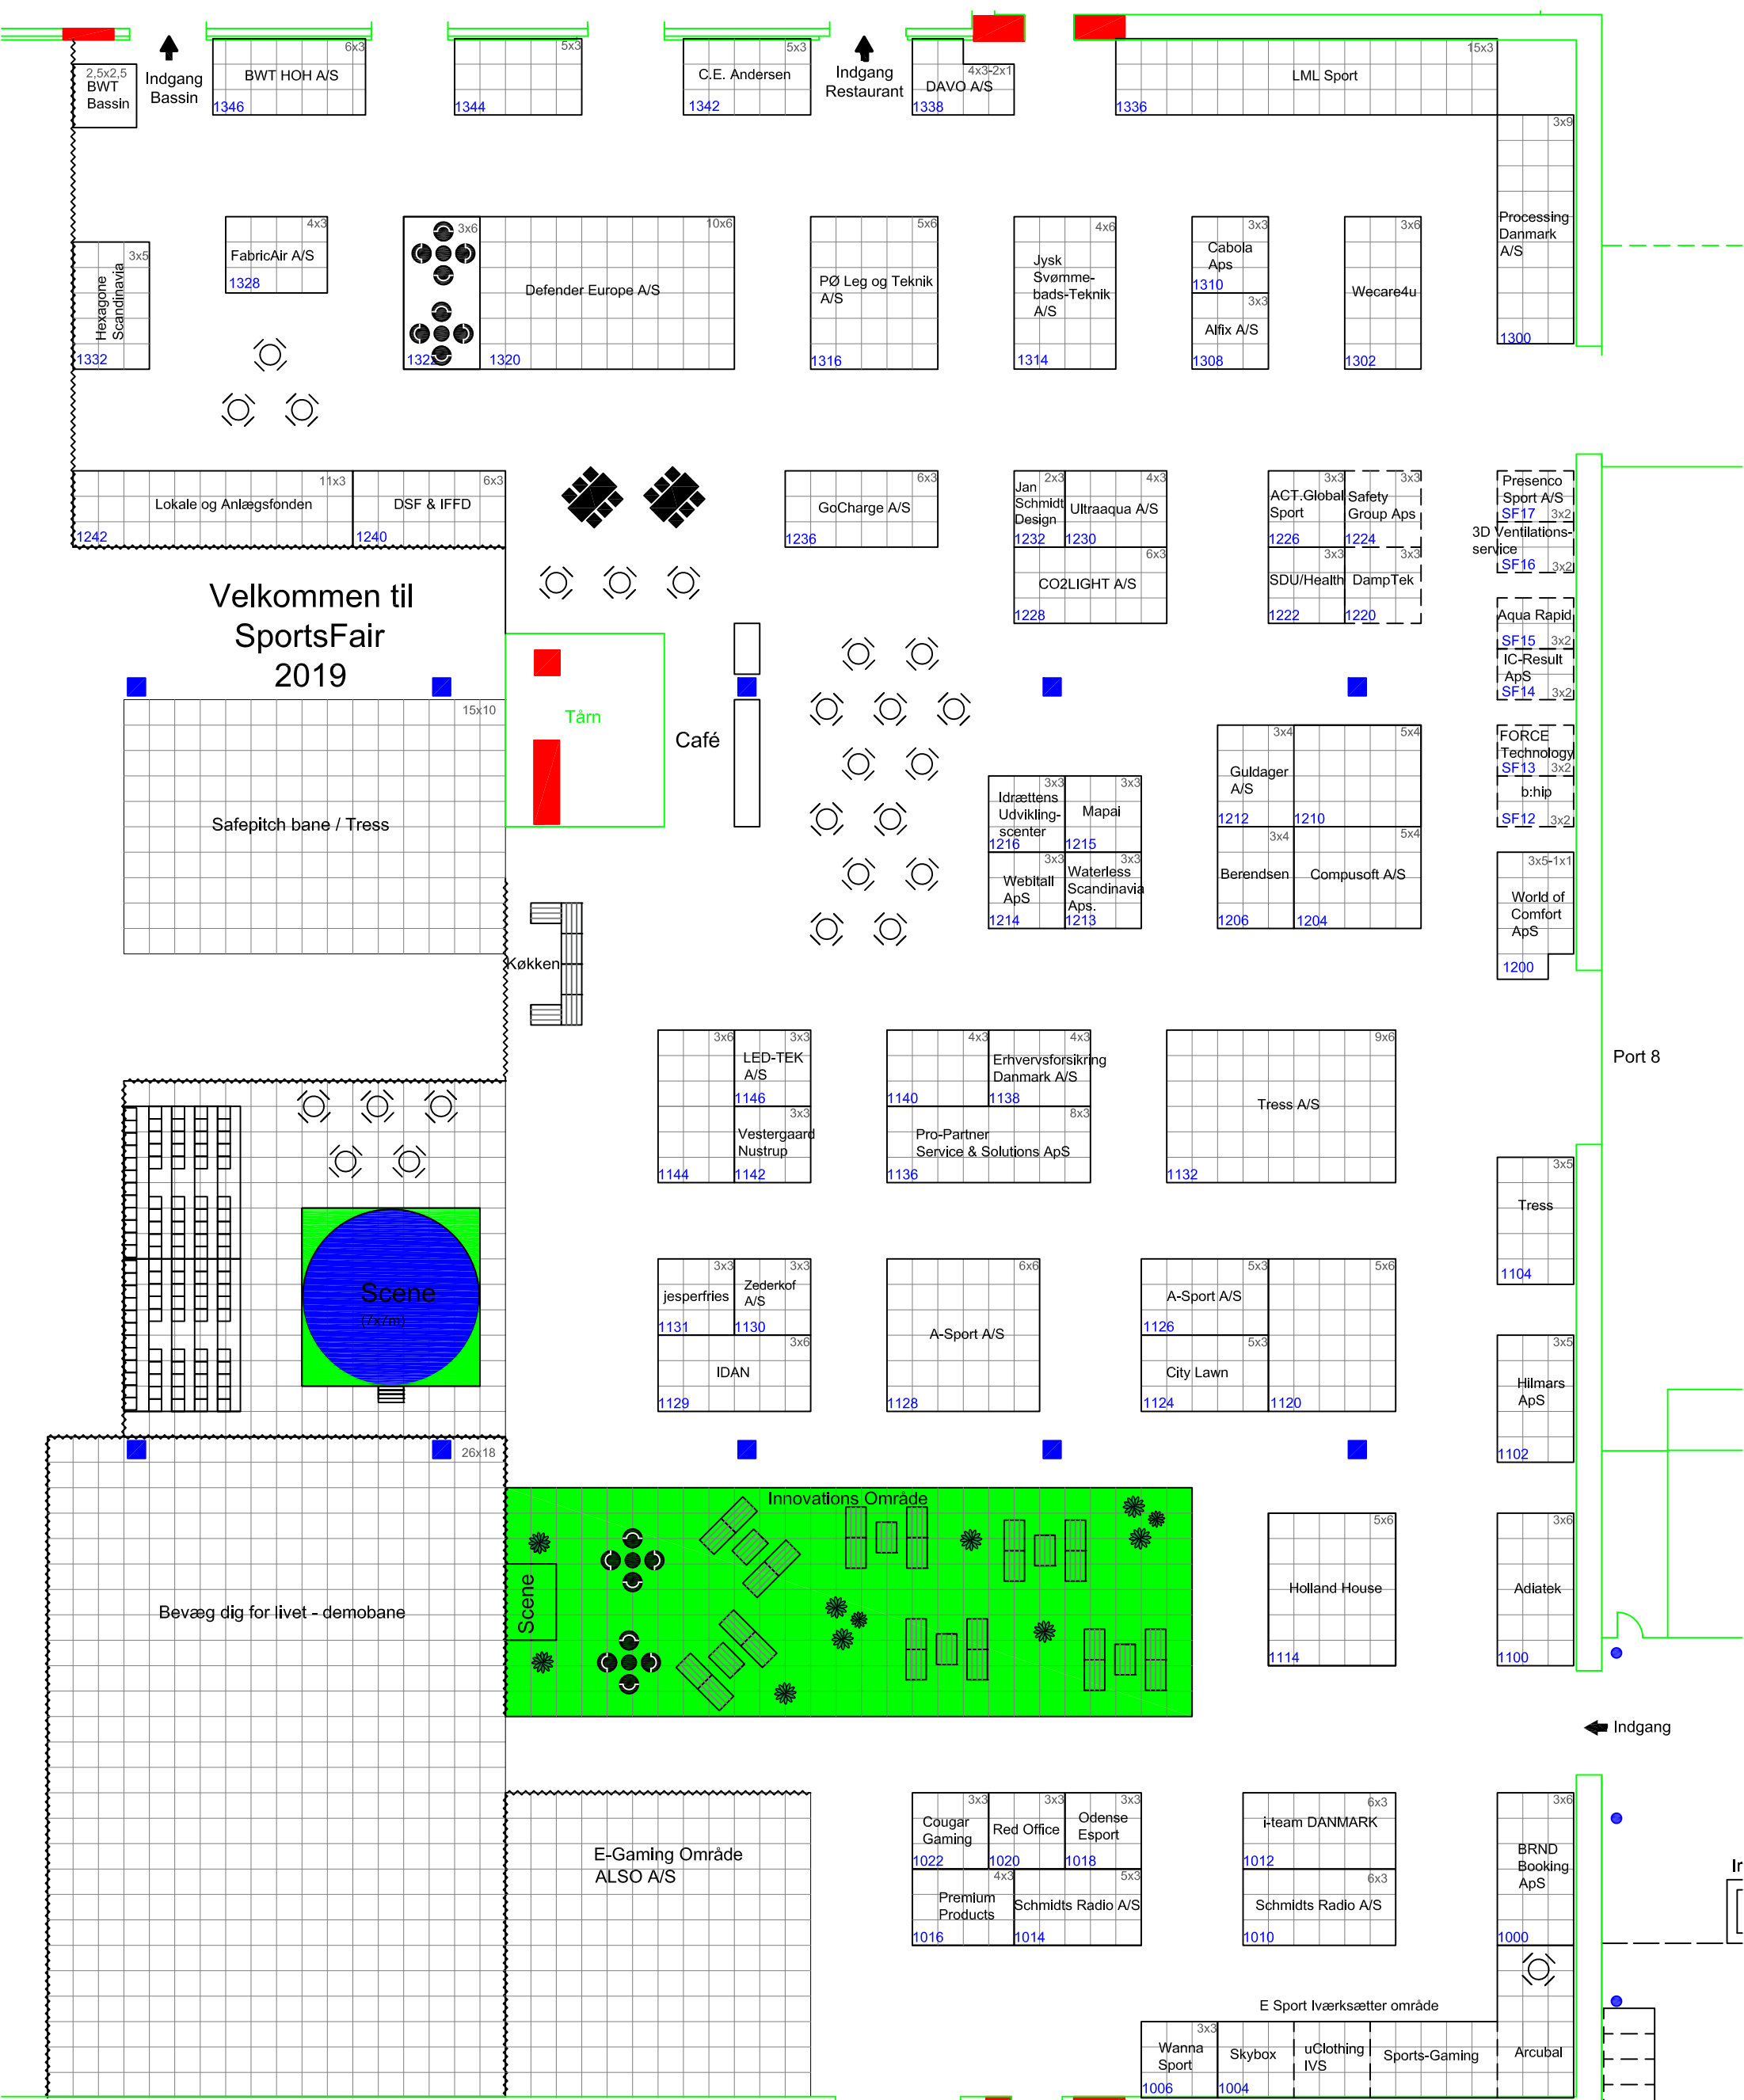 2,5x2,5
BWT
Bassin
Indgang
Bassin
6x3
BWT HOH A/S
1346
5x3
1344
5x3
C.E. Andersen
1342
Indgang
Restaurant
4x3-2x1
DAVO A/S
1338
15x3
LML Sport
1336
3x9
Processing
Danmark
A/S
1300
3x5
Hexagone
Scandinavia
1332
4x3
FabricAir A/S
1328
3x6
1322
10x6
Defender Europe A/S
1320
5x6
PØ Leg og Teknik
A/S
1316
4x6
Jysk
Svømme-
bads-Teknik
A/S
1314
3x3
Cabola
Aps
1310
3x3
Alfix A/S
1308
3x6
Wecare4u
1302
11x3
Lokale og Anlægsfonden
1242
6x3
DSF & IFFD
1240
6x3
GoCharge A/S
1236
2x3
Jan
Schmidt
Design
1232
4x3
Ultraaqua A/S
1230
6x3
CO2LIGHT A/S
1228
3x3
ACT.Global
Sport
1226
3x3
Safety
Group Aps
1224
3x3
SDU/Health
1222
3x3
DampTek
1220
Presenco
Sport A/S
SF17 3x2
3D Ventilations-
service
SF16 3x2
Aqua Rapid
SF15 3x2
IC-Result
ApS
SF14 3x2
FORCE
Technology
SF13 3x2
b:hip
SF12 3x2
Velkommen til
SportsFair
2019
15x10
Safepitch bane / Tress
Tårn
Café
Køkken
3x3
Idrættens
Udvikling-
scenter
1216
3x3
Mapai
1215
3x3
Webitall
ApS
1214
3x3
Waterless
Scandinavia
Aps.
1213
3x4
Guldager
A/S
1212
5x4
1210
3x4
Berendsen
1206
5x4
Compusoft A/S
1204
3x5-1x1
World of
Comfort
ApS
1200
Port 8
3x6
1144
3x3
LED-TEK
A/S
1146
3x3
Vestergaard
Nustrup
1142
4x3
1140
4x3
Erhvervsforsikring
Danmark A/S
1138
8x3
Pro-Partner
Service & Solutions ApS
1136
9x6
Tress A/S
1132
3x5
Tress
1104
Scene
(7x7m)
3x3
jesperfries
1131
3x3
Zederkof
A/S
1130
3x6
IDAN
1129
6x6
A-Sport A/S
1128
5x3
A-Sport A/S
1126
5x3
City Lawn
1124
5x6
1120
3x5
Hilmars
ApS
1102
26x18
Bevæg dig for livet - demobane
Innovations Område
Scene
5x6
Holland House
1114
3x6
Adiatek
1100
Indgang
E-Gaming Område
ALSO A/S
3x3
Cougar
Gaming
1022
3x3
Red Office
1020
3x3
Odense
Esport
1018
4x3
Premium
Products
1016
5x3
Schmidts Radio A/S
1014
6x3
i-team DANMARK
1012
6x3
Schmidts Radio A/S
1010
3x6
BRND
Booking
ApS
1000
E Sport Iværksætter område
3x3
Wanna
Sport
1006
Skybox
1004
uClothing
IVS
Sports-Gaming
Arcubal